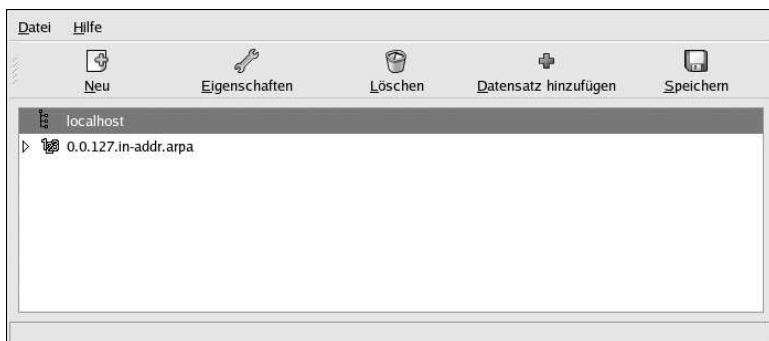 Datei Hilfe
Neu Eigenschaften Löschen Datensatz hinzufügen Speichern
localhost
0.0.127.in-addr.arpa